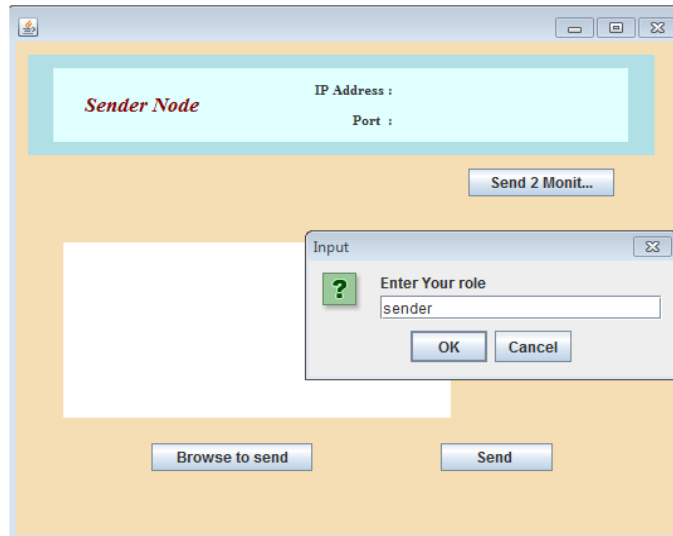 Sender Node
IP Address :
Port :
Send 2 Monit...
Input
?
Enter Your role
sender
OK
Cancel
Browse to send
Send